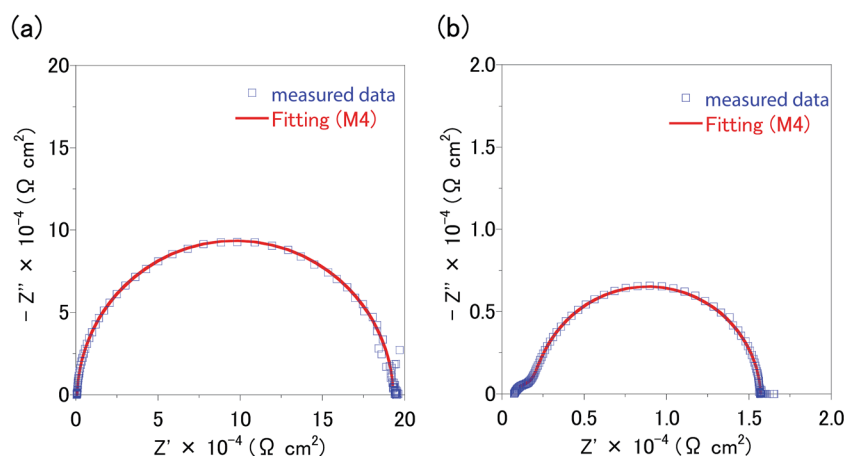 (a)
20
15
10
5
0
0
5
10
15
20
− Z'' × 10⁻⁴ (Ω cm²)
Z' × 10⁻⁴ (Ω cm²)
measured data
Fitting (M4)
(b)
2.0
1.5
1.0
0.5
0
0
0.5
1.0
1.5
2.0
− Z'' × 10⁻⁴ (Ω cm²)
Z' × 10⁻⁴ (Ω cm²)
measured data
Fitting (M4)